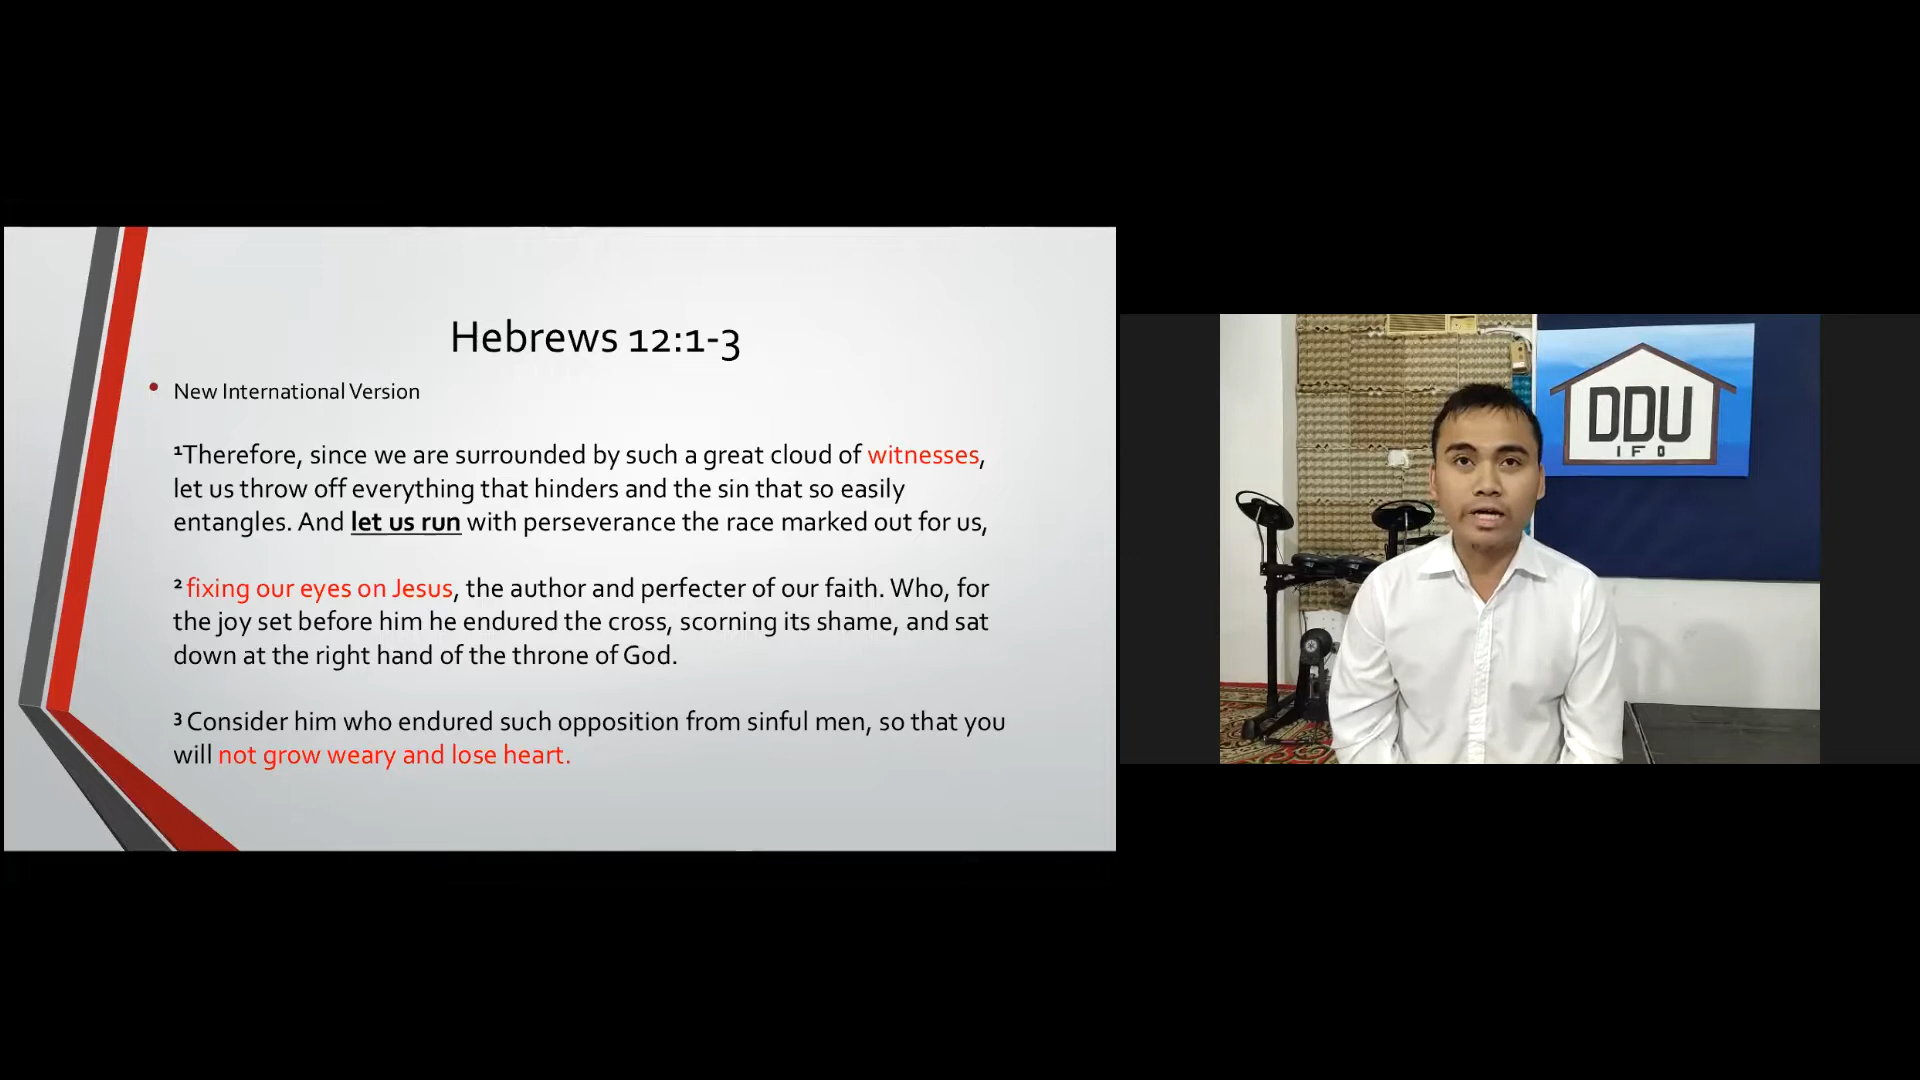 Hebrews 12:1-3
• New International Version
¹Therefore, since we are surrounded by such a great cloud of witnesses,
let us throw off everything that hinders and the sin that so easily
entangles. And let us run with perseverance the race marked out for us,
² fixing our eyes on Jesus, the author and perfecter of our faith. Who, for
the joy set before him he endured the cross, scorning its shame, and sat
down at the right hand of the throne of God.
³ Consider him who endured such opposition from sinful men, so that you
will not grow weary and lose heart.
DDU
IFO